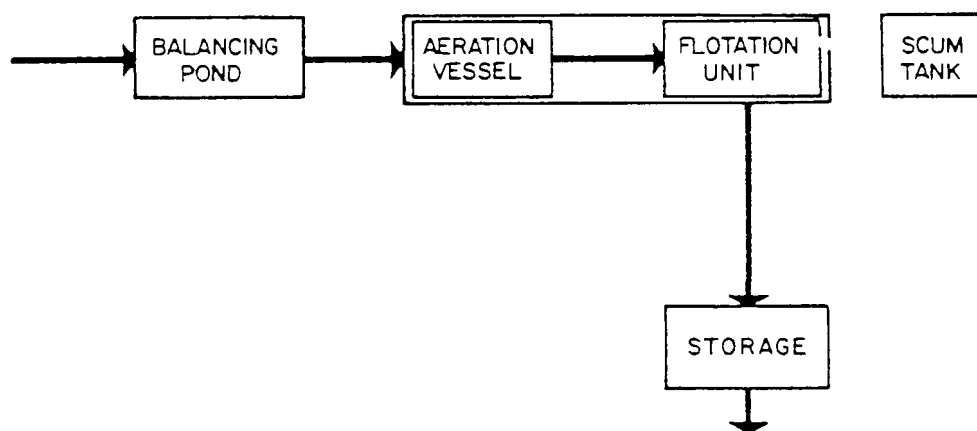 BALANCING
POND
AERATION
VESSEL
FLOTATION
UNIT
SCUM
TANK
STORAGE